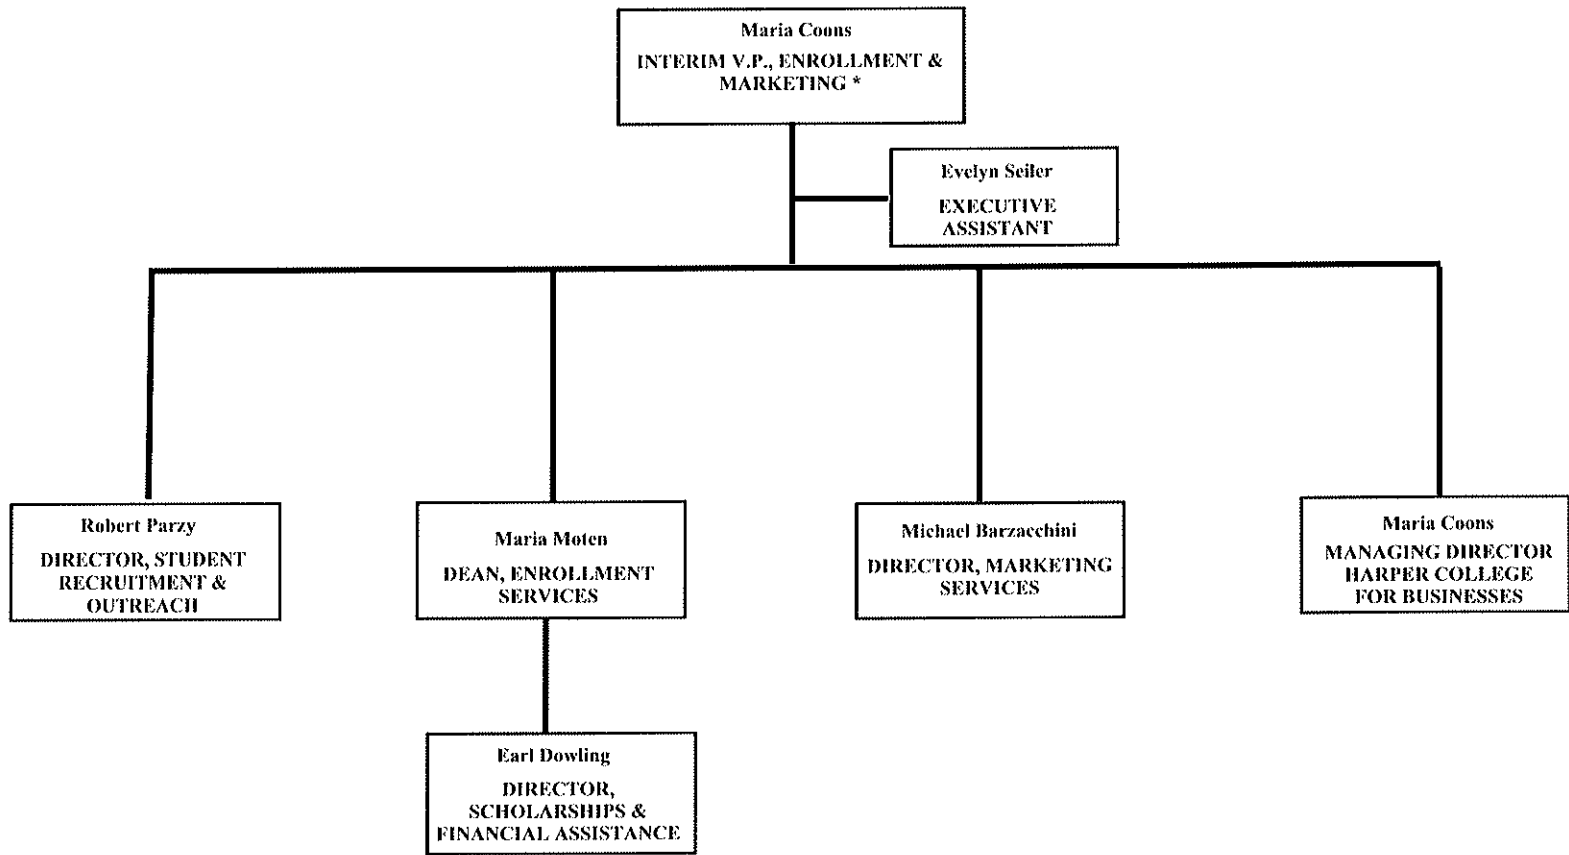 Maria Coons
INTERIM V.P., ENROLLMENT &
MARKETING *
Evelyn Seiler
EXECUTIVE
ASSISTANT
Robert Parzy
DIRECTOR, STUDENT
RECRUITMENT &
OUTREACH
Maria Moten
DEAN, ENROLLMENT
SERVICES
Michael Barzacchini
DIRECTOR, MARKETING
SERVICES
Maria Coons
MANAGING DIRECTOR
HARPER COLLEGE
FOR BUSINESSES
Earl Dowling
DIRECTOR,
SCHOLARSHIPS &
FINANCIAL ASSISTANCE